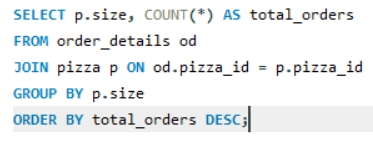 SELECT p.size, COUNT(*) AS total_orders
FROM order_details od
JOIN pizza p ON od.pizza_id = p.pizza_id
GROUP BY p.size
ORDER BY total_orders DESC;